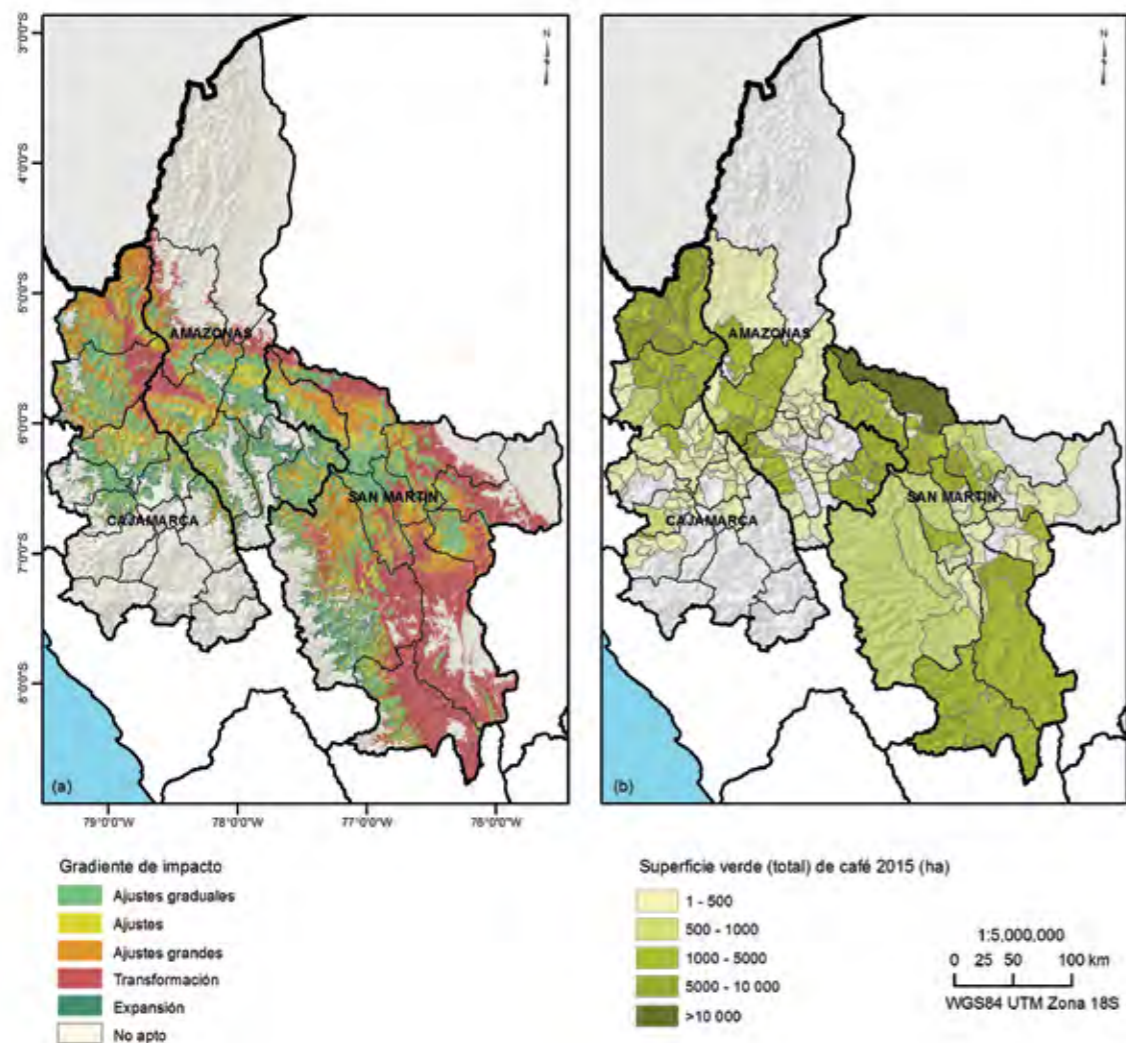 N
N
3°0'0"S
4°0'0"S
5°0'0"S
6°0'0"S
7°0'0"S
8°0'0"S
AMAZONAS
SAN MARTIN
CAJAMARCA
(a)
AMAZONAS
SAN MARTIN
CAJAMARCA
(b)
79°0'0"W
78°0'0"W
77°0'0"W
76°0'0"W
Gradiente de impacto
Ajustes graduales
Ajustes
Ajustes grandes
Transformación
Expansión
No apto
Superficie verde (total) de café 2015 (ha)
1 - 500
500 - 1000
1000 - 5000
5000 - 10 000
>10 000
1:5,000,000
0 25 50 100 km
WGS84 UTM Zona 18S